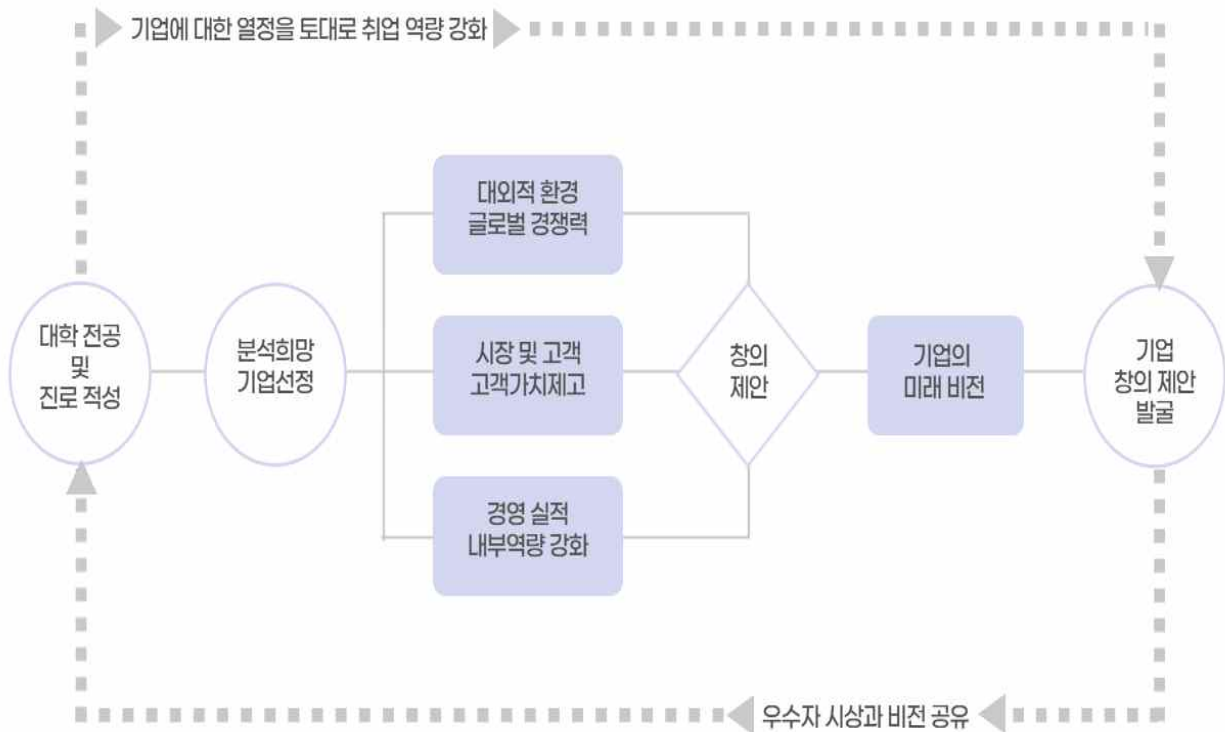 기업에 대한 열정을 토대로 취업 역량 강화
대외적 환경
글로벌 경쟁력
대학 전공
및
진로 적성
분석희망
기업선정
시장 및 고객
고객가치제고
창의
제안
기업의
미래 비전
기업
창의 제안
발굴
경영 실적
내부역량 강화
우수자 시상과 비전 공유